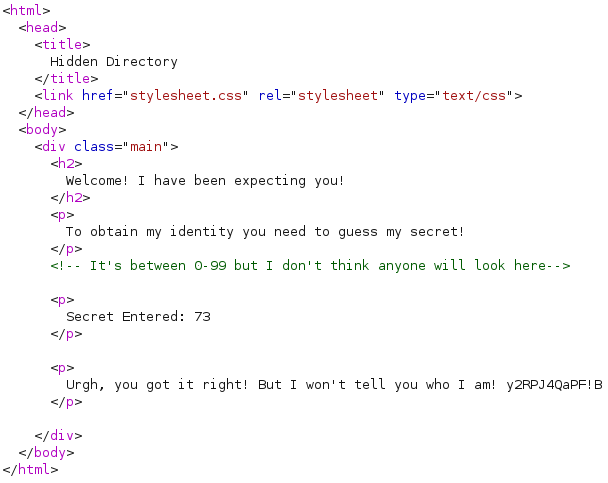 <html>
<head>
<title>
Hidden Directory
</title>
<link href="stylesheet.css" rel="stylesheet" type="text/css">
</head>
<body>
<div class="main">
<h2>
Welcome! I have been expecting you!
</h2>
<p>
To obtain my identity you need to guess my secret!
</p>
<!-- It's between 0-99 but I don't think anyone will look here-->
<p>
Secret Entered: 73
</p>
<p>
Urgh, you got it right! But I won't tell you who I am! y2RPJ4QaPF!B
</p>
</div>
</body>
</html>